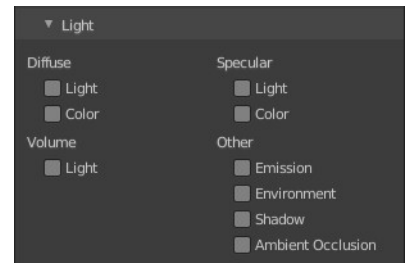 Light
Diffuse
Light
Color
Volume
Light
Specular
Light
Color
Other
Emission
Environment
Shadow
Ambient Occlusion